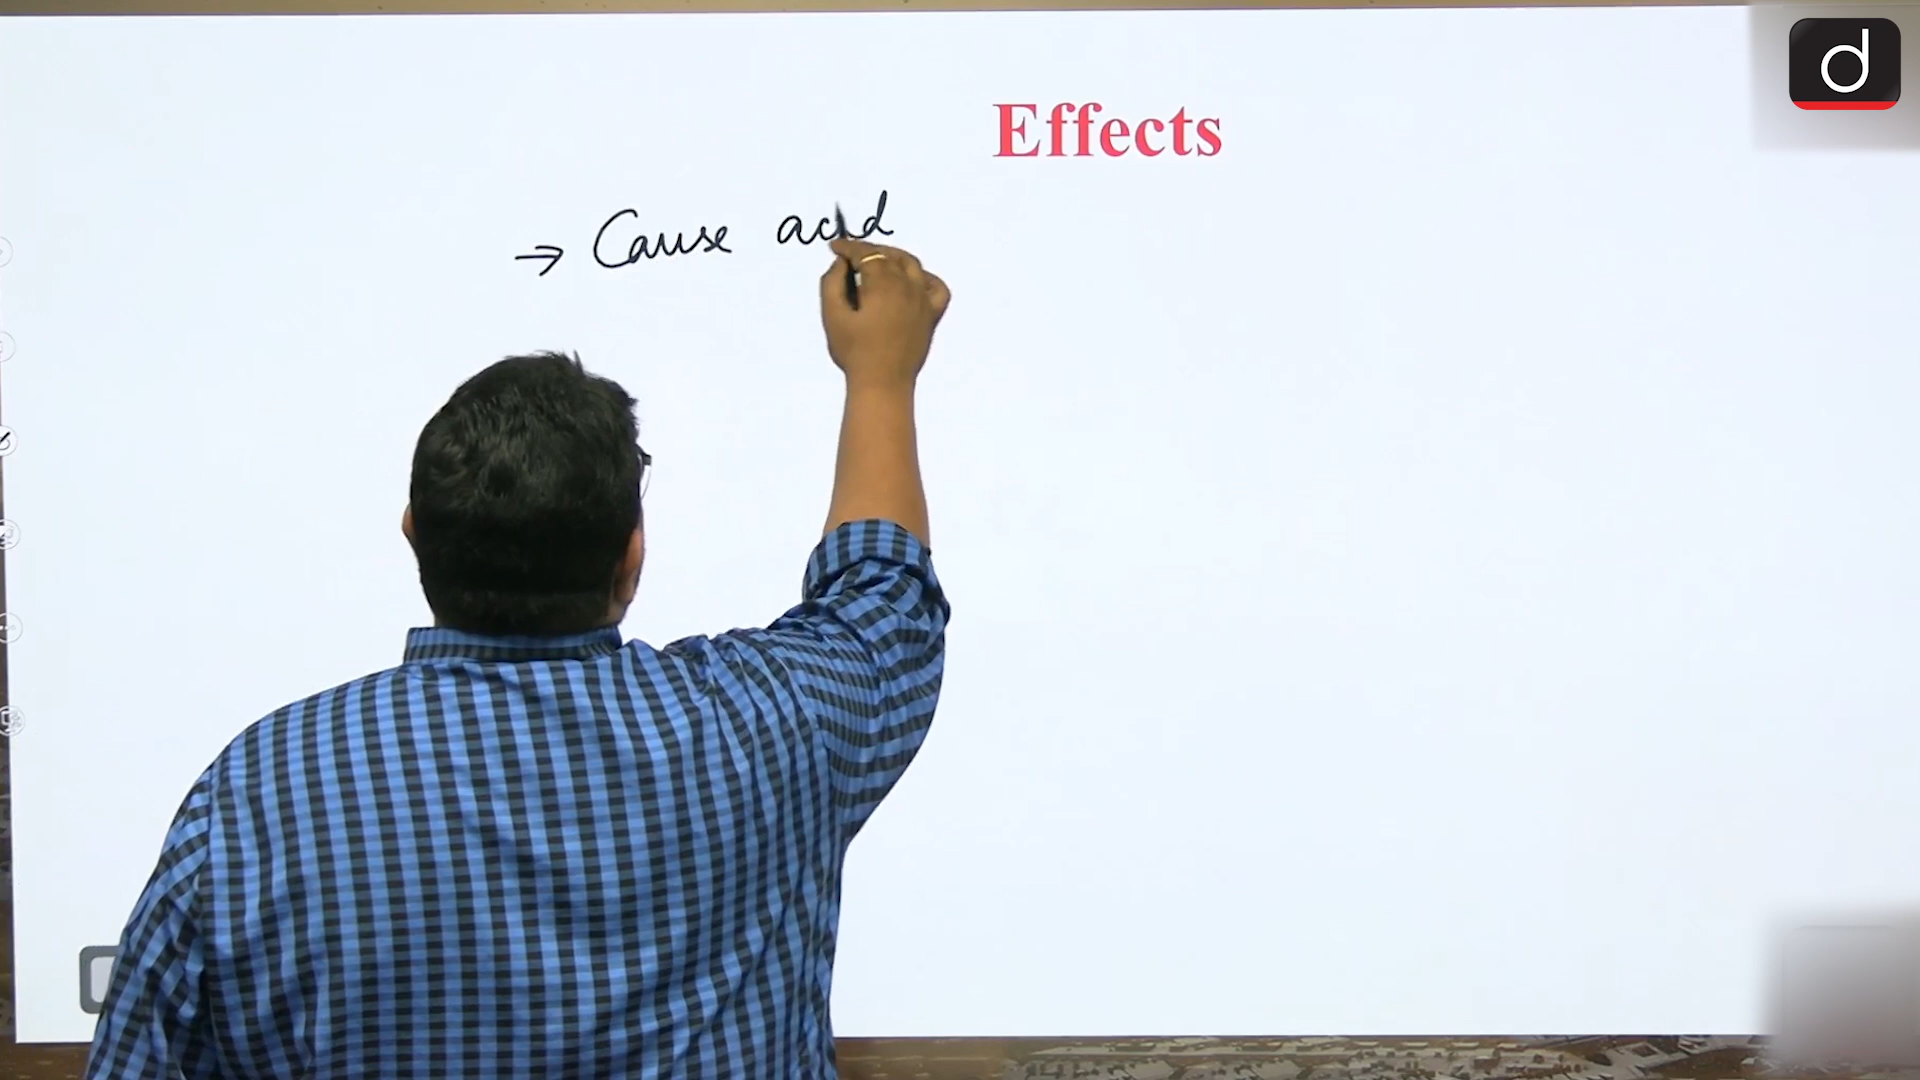 d
Effects
→ Cause acid